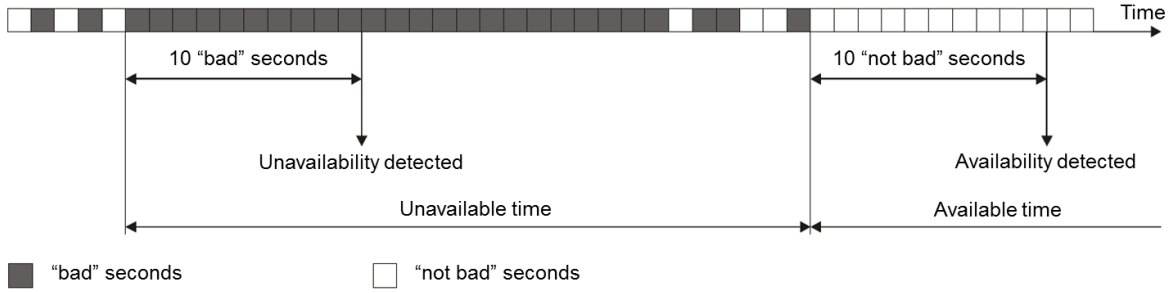 Time
10 “bad” seconds
10 “not bad” seconds
Unavailability detected
Availability detected
Unavailable time
Available time
“bad” seconds
“not bad” seconds